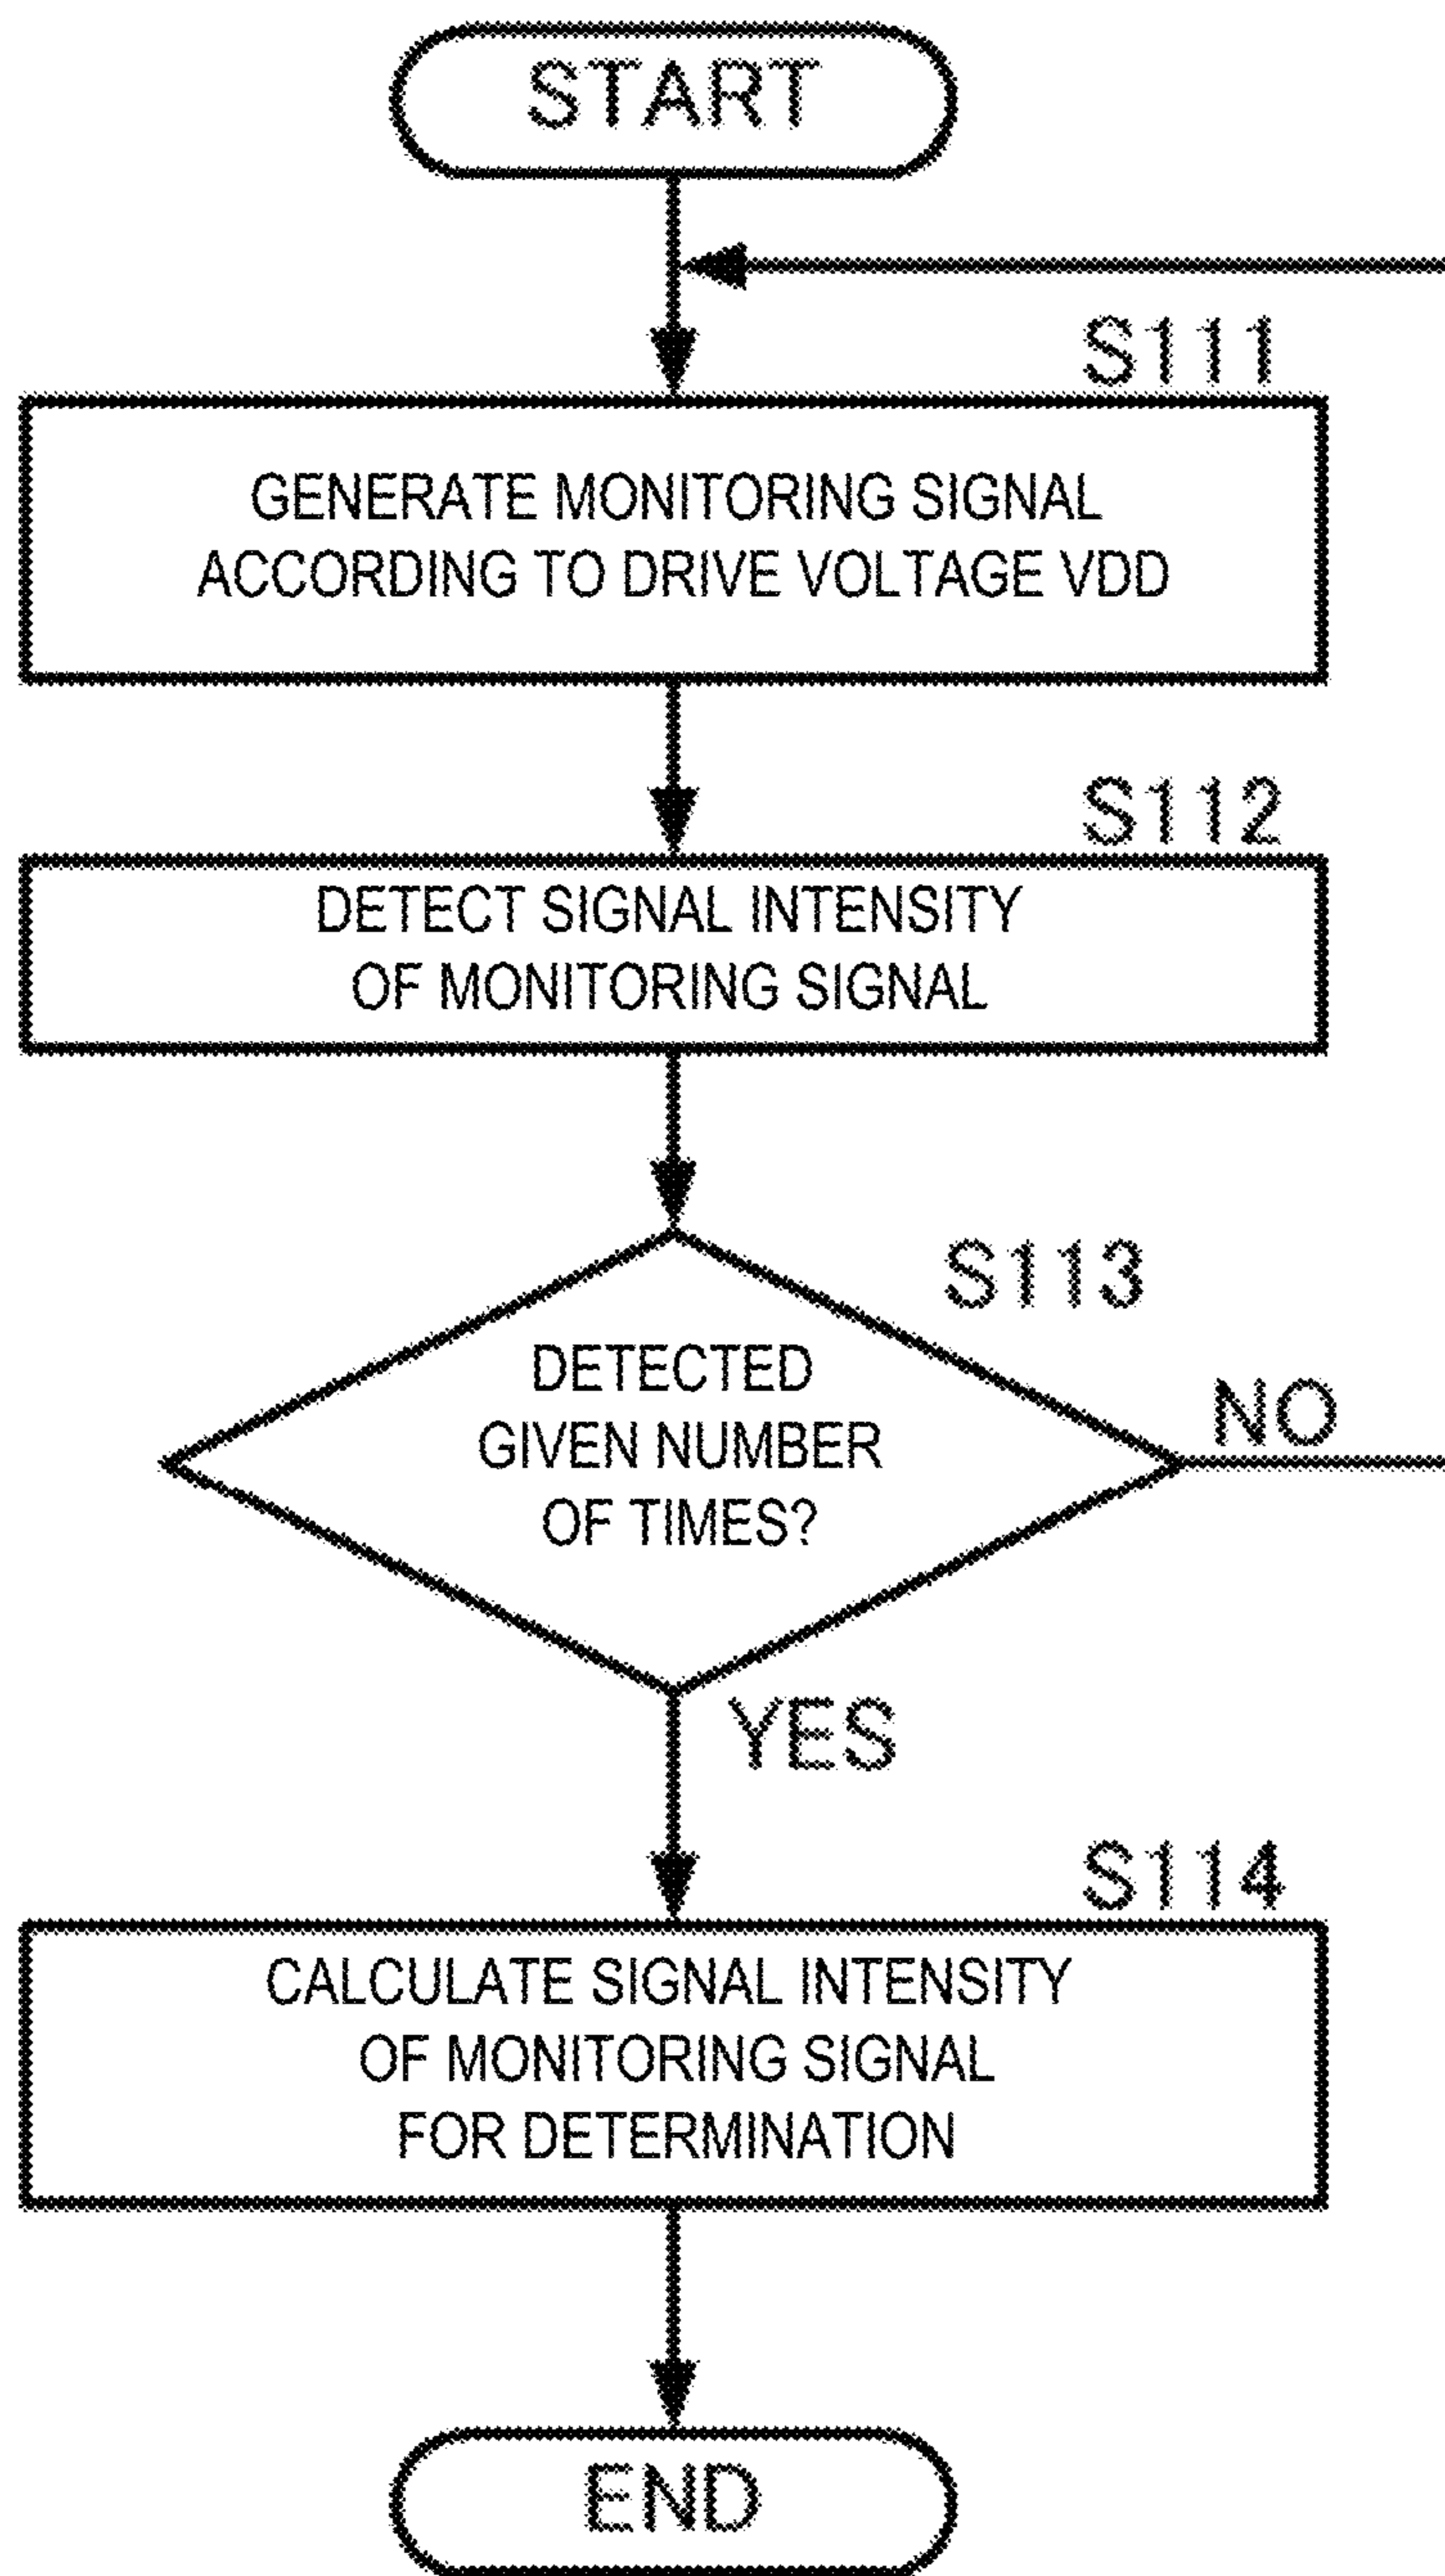 START
S111
GENERATE MONITORING SIGNAL
ACCORDING TO DRIVE VOLTAGE VDD
S112
DETECT SIGNAL INTENSITY
OF MONITORING SIGNAL
S113
DETECTED
GIVEN NUMBER
OF TIMES?
NO
YES
S114
CALCULATE SIGNAL INTENSITY
OF MONITORING SIGNAL
FOR DETERMINATION
END